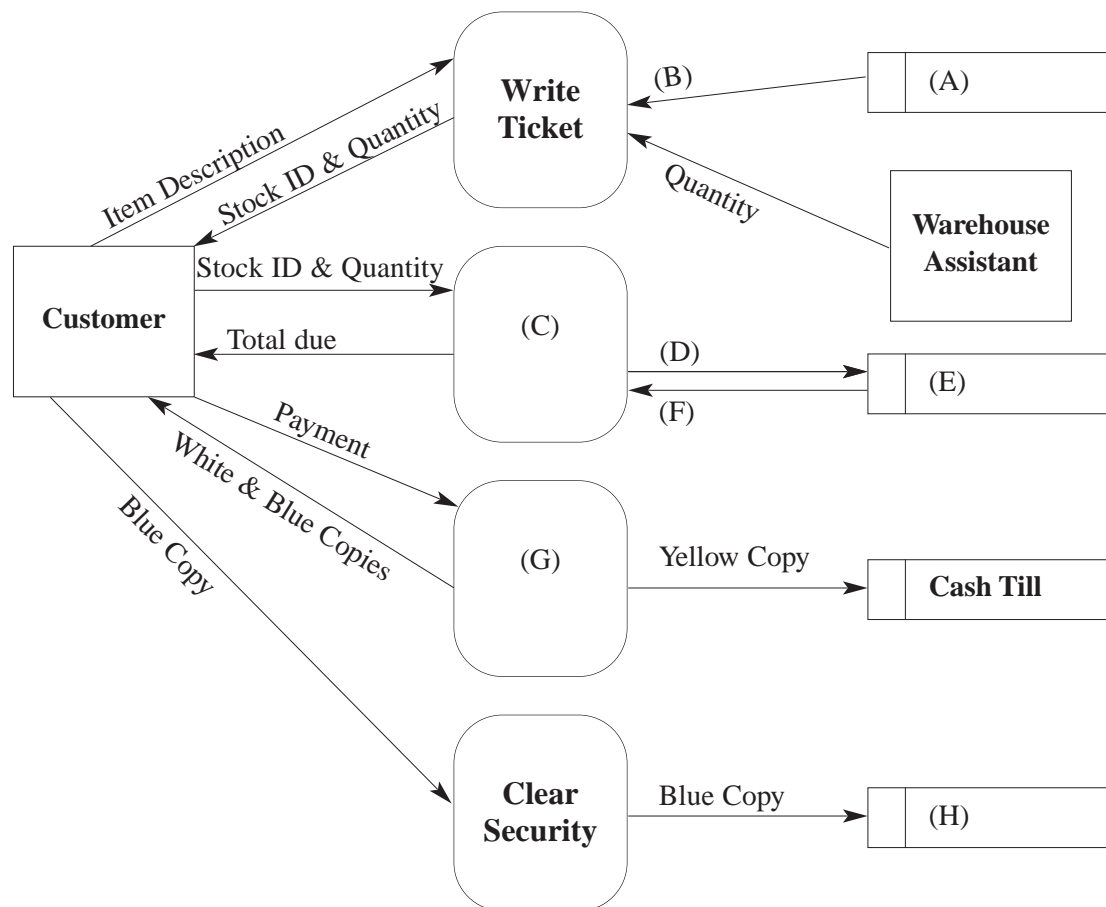 Write
Ticket
(B)
(A)
Item Description
Stock ID & Quantity
Quantity
Warehouse
Assistant
Customer
Stock ID & Quantity
Total due
(C)
(D)
(E)
(F)
Payment
White & Blue Copies
Blue Copy
(G)
Yellow Copy
Cash Till
Clear
Security
Blue Copy
(H)